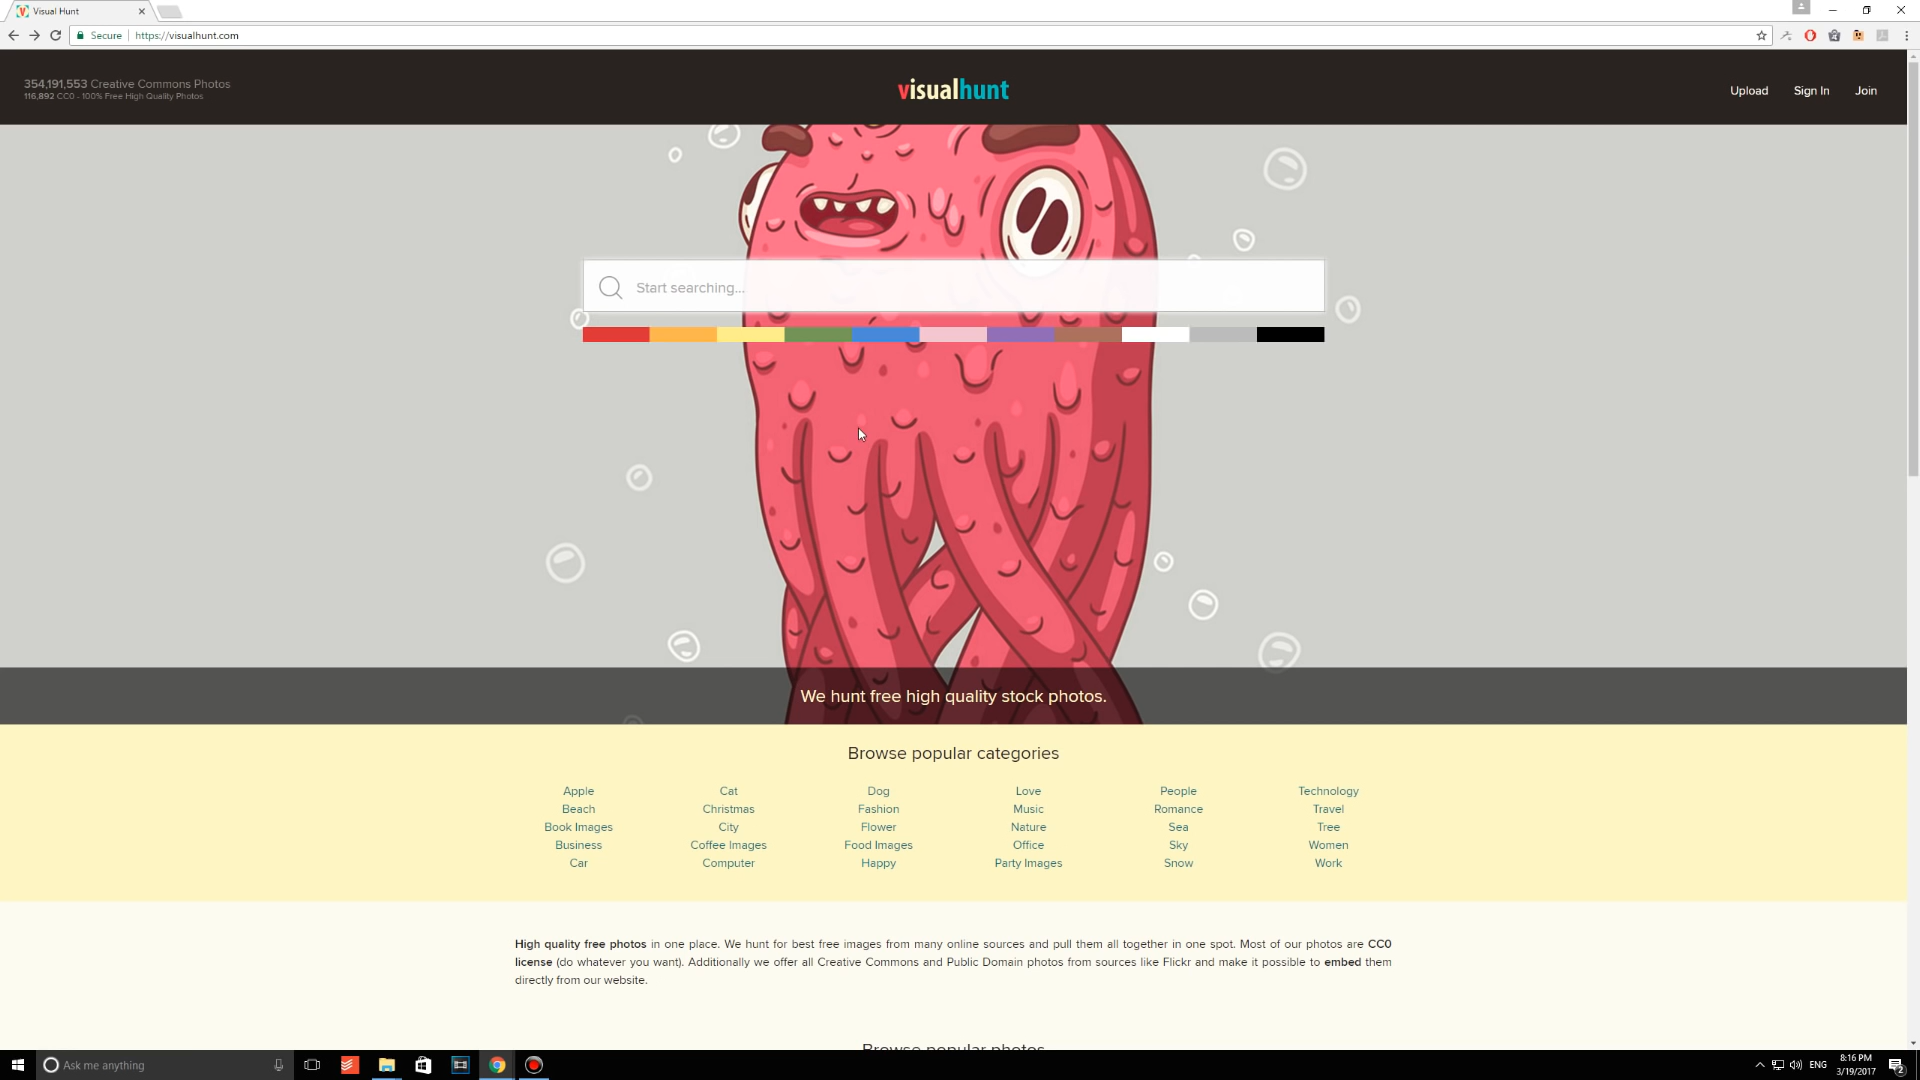 Visual Hunt
Secure
https://visualhunt.com
354,191,553 Creative Commons Photos
116,892 CC0 - 100% Free High Quality Photos
visualhunt
Upload
Sign In
Join
Start searching...
We hunt free high quality stock photos.
Browse popular categories
Apple Cat Dog Love People Technology
Beach Christmas Fashion Music Romance Travel
Book Images City Flower Nature Sea Tree
Business Coffee Images Food Images Office Sky Women
Car Computer Happy Party Images Snow Work
High quality free photos in one place. We hunt for best free images from many online sources and pull them all together in one spot. Most of our photos are CC0
license (do whatever you want). Additionally we offer all Creative Commons and Public Domain photos from sources like Flickr and make it possible to embed them
directly from our website.
Browse popular photos
Ask me anything
ENG
8:16 PM
3/19/2017
2